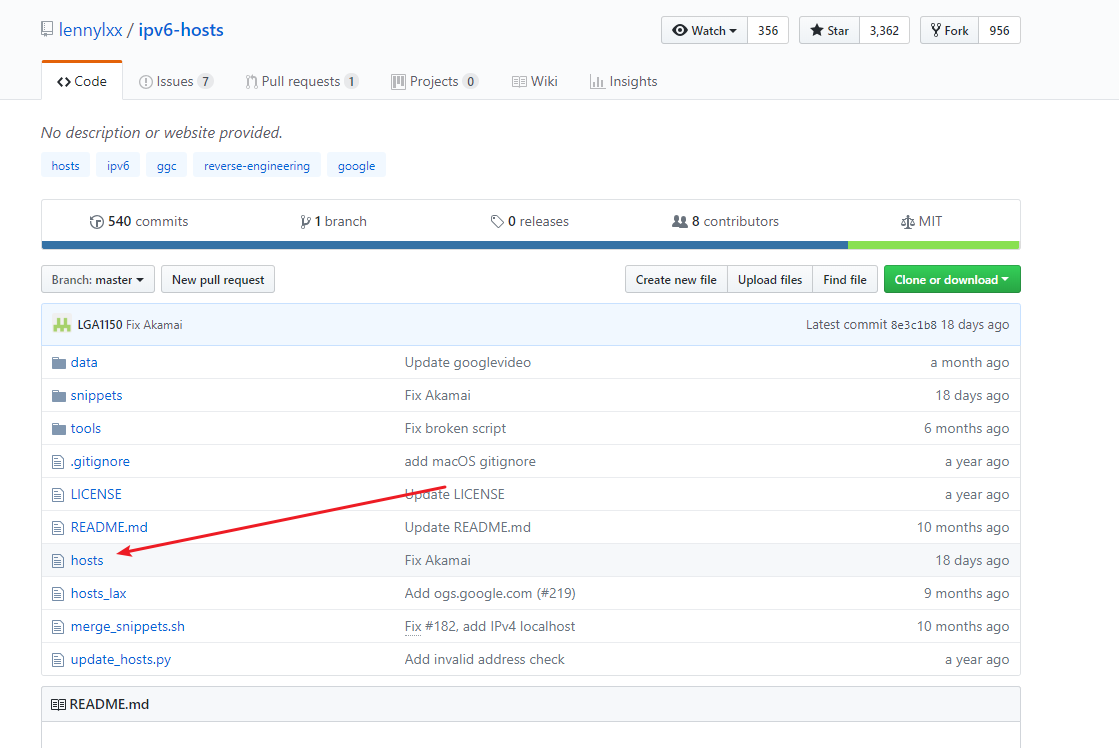 lennylxx / ipv6-hosts
Watch 356 Star 3,362 Fork 956
Code Issues 7 Pull requests 1 Projects 0 Wiki Insights
No description or website provided.
hosts ipv6 ggc reverse-engineering google
540 commits 1 branch 0 releases 8 contributors MIT
Branch: master New pull request Create new file Upload files Find file Clone or download
LGA1150 Fix Akamai Latest commit 8e3c1b8 18 days ago
data Update googlevideo a month ago
snippets Fix Akamai 18 days ago
tools Fix broken script 6 months ago
.gitignore add macOS gitignore a year ago
LICENSE Update LICENSE a year ago
README.md Update README.md 10 months ago
hosts Fix Akamai 18 days ago
hosts_lax Add ogs.google.com (#219) 9 months ago
merge_snippets.sh Fix #182, add IPv4 localhost 10 months ago
update_hosts.py Add invalid address check a year ago
README.md